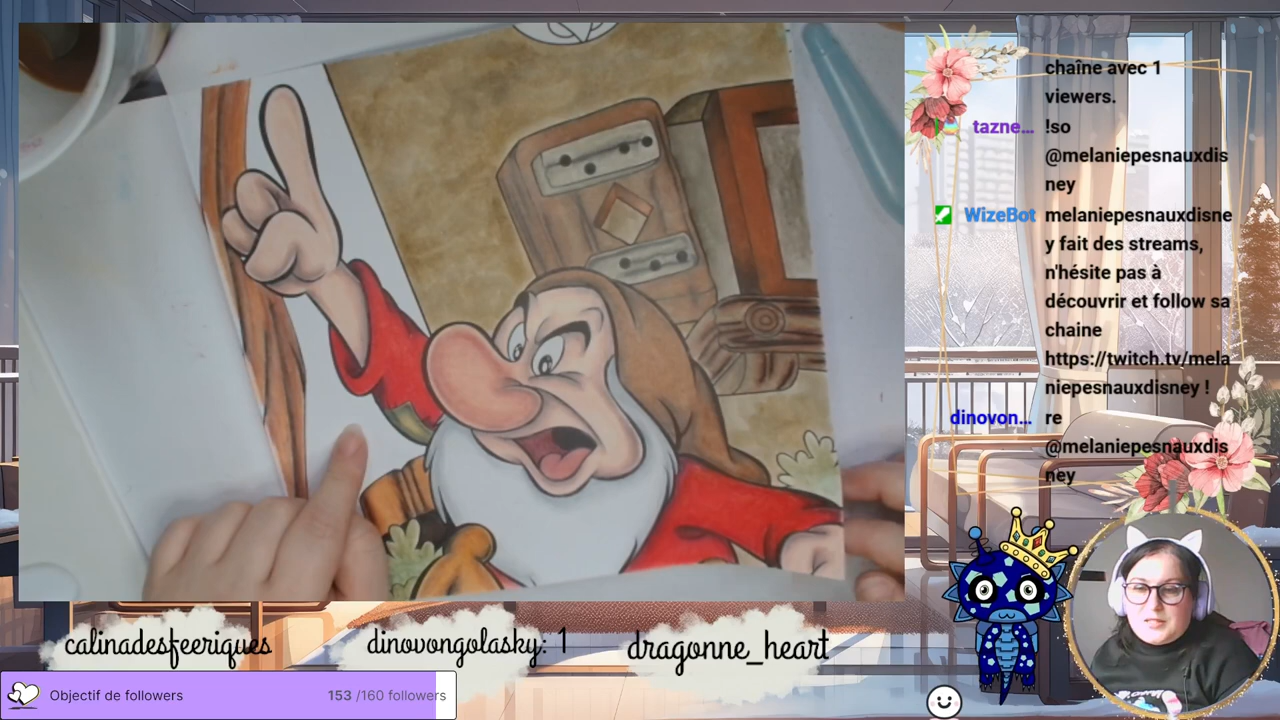 chaîne avec 1
viewers.
tazne… !so
@melaniepesnauxdis
ney
WizeBot melaniepesnauxdisne
y fait des streams,
n'hésite pas à
découvrir et follow sa
chaine
https://twitch.tv/mela
niepesnauxdisney !
dinovon… re
@melaniepesnauxdis
ney
calinadesfeeriques dinovongolasky: 1 dragonne_heart
Objectif de followers 153 /160 followers